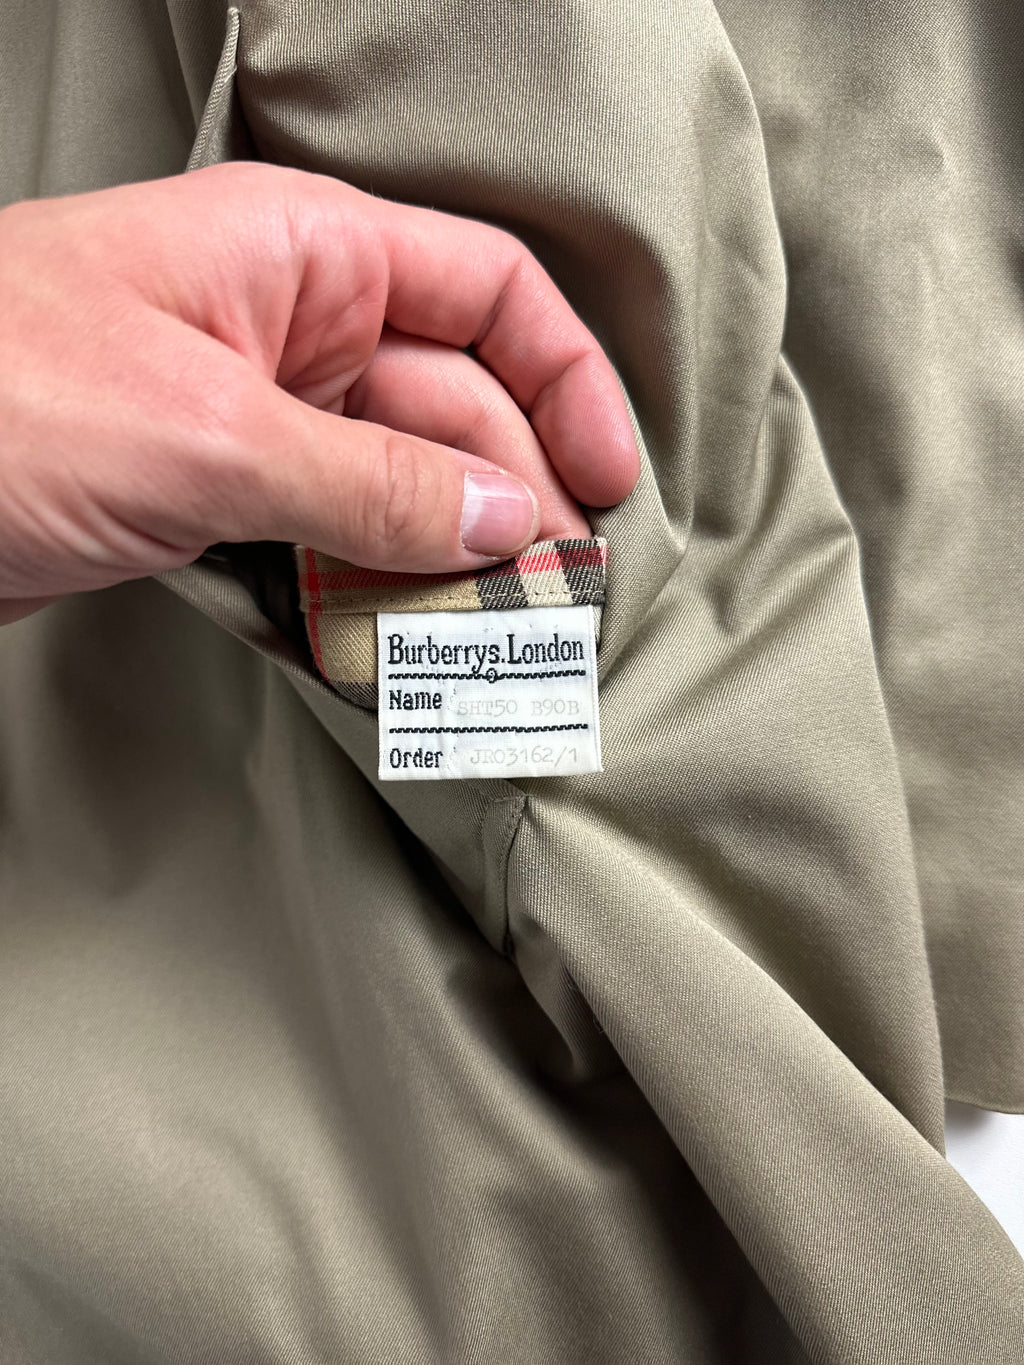 Burberrys. London
Name SHT50 B90B
Order JR03162/1